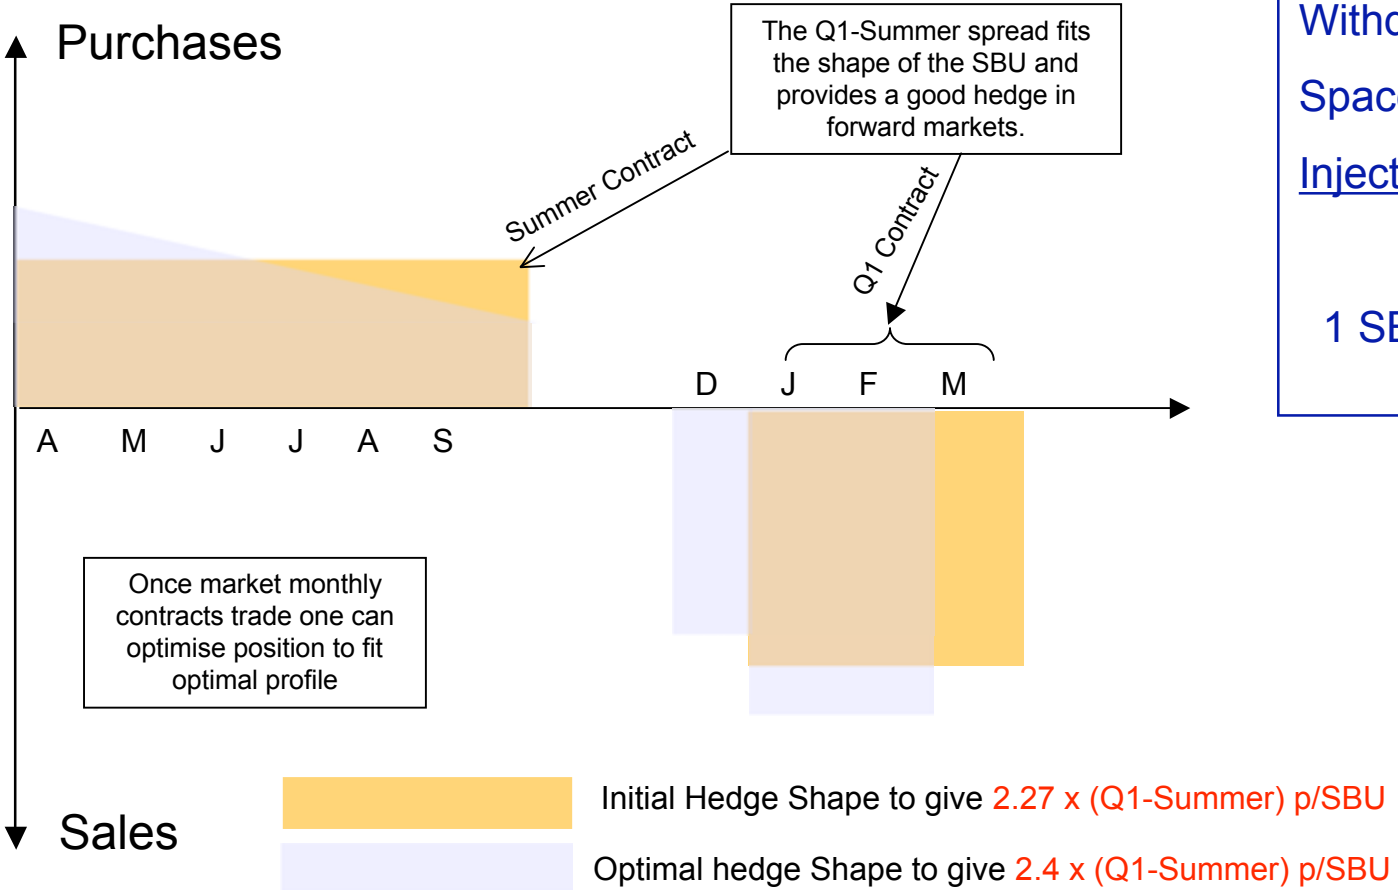 Purchases
The Q1-Summer spread fits
the shape of the SBU and
provides a good hedge in
forward markets.
Summer Contract
Q1 Contract
D J F M
A M J J A S
Once market monthly
contracts trade one can
optimise position to fit
optimal profile
Initial Hedge Shape to give 2.27 x (Q1-Summer) p/SBU
Sales
Optimal hedge Shape to give 2.4 x (Q1-Summer) p/SBU
1